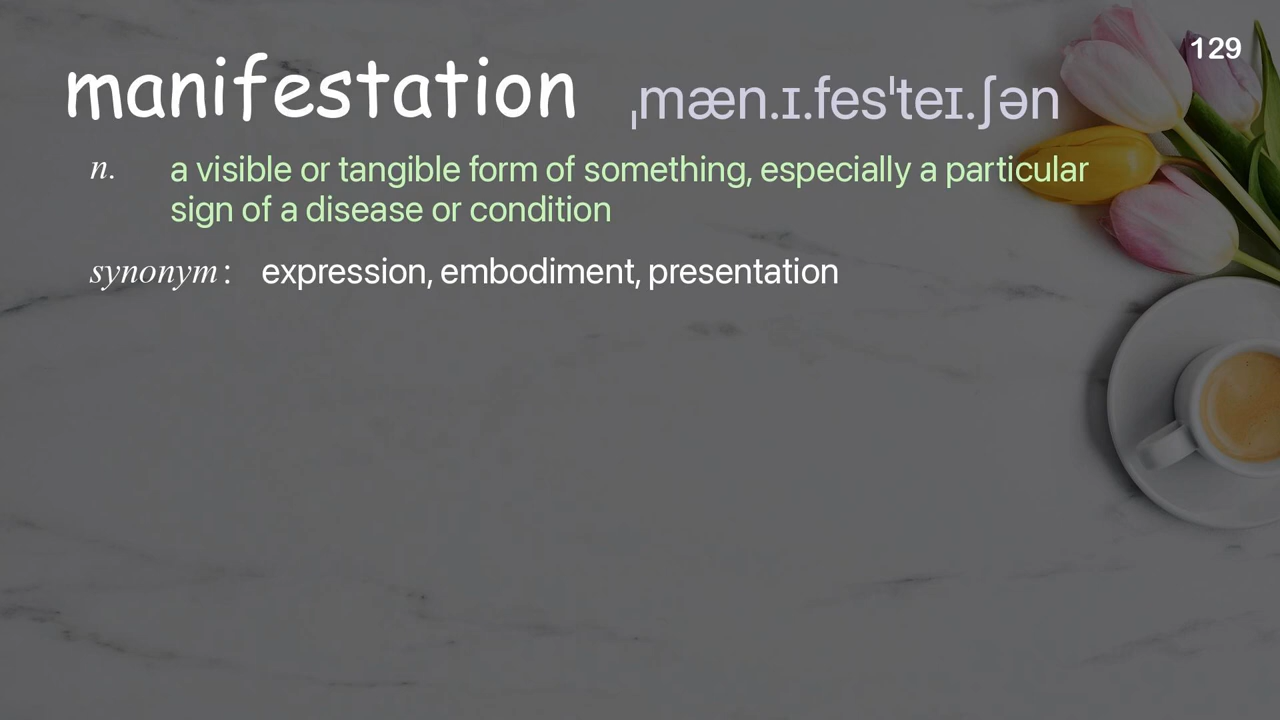 129
manifestation ˌmæn.ɪ.fesˈteɪ.ʃən
n. a visible or tangible form of something, especially a particular
sign of a disease or condition
synonym: expression, embodiment, presentation